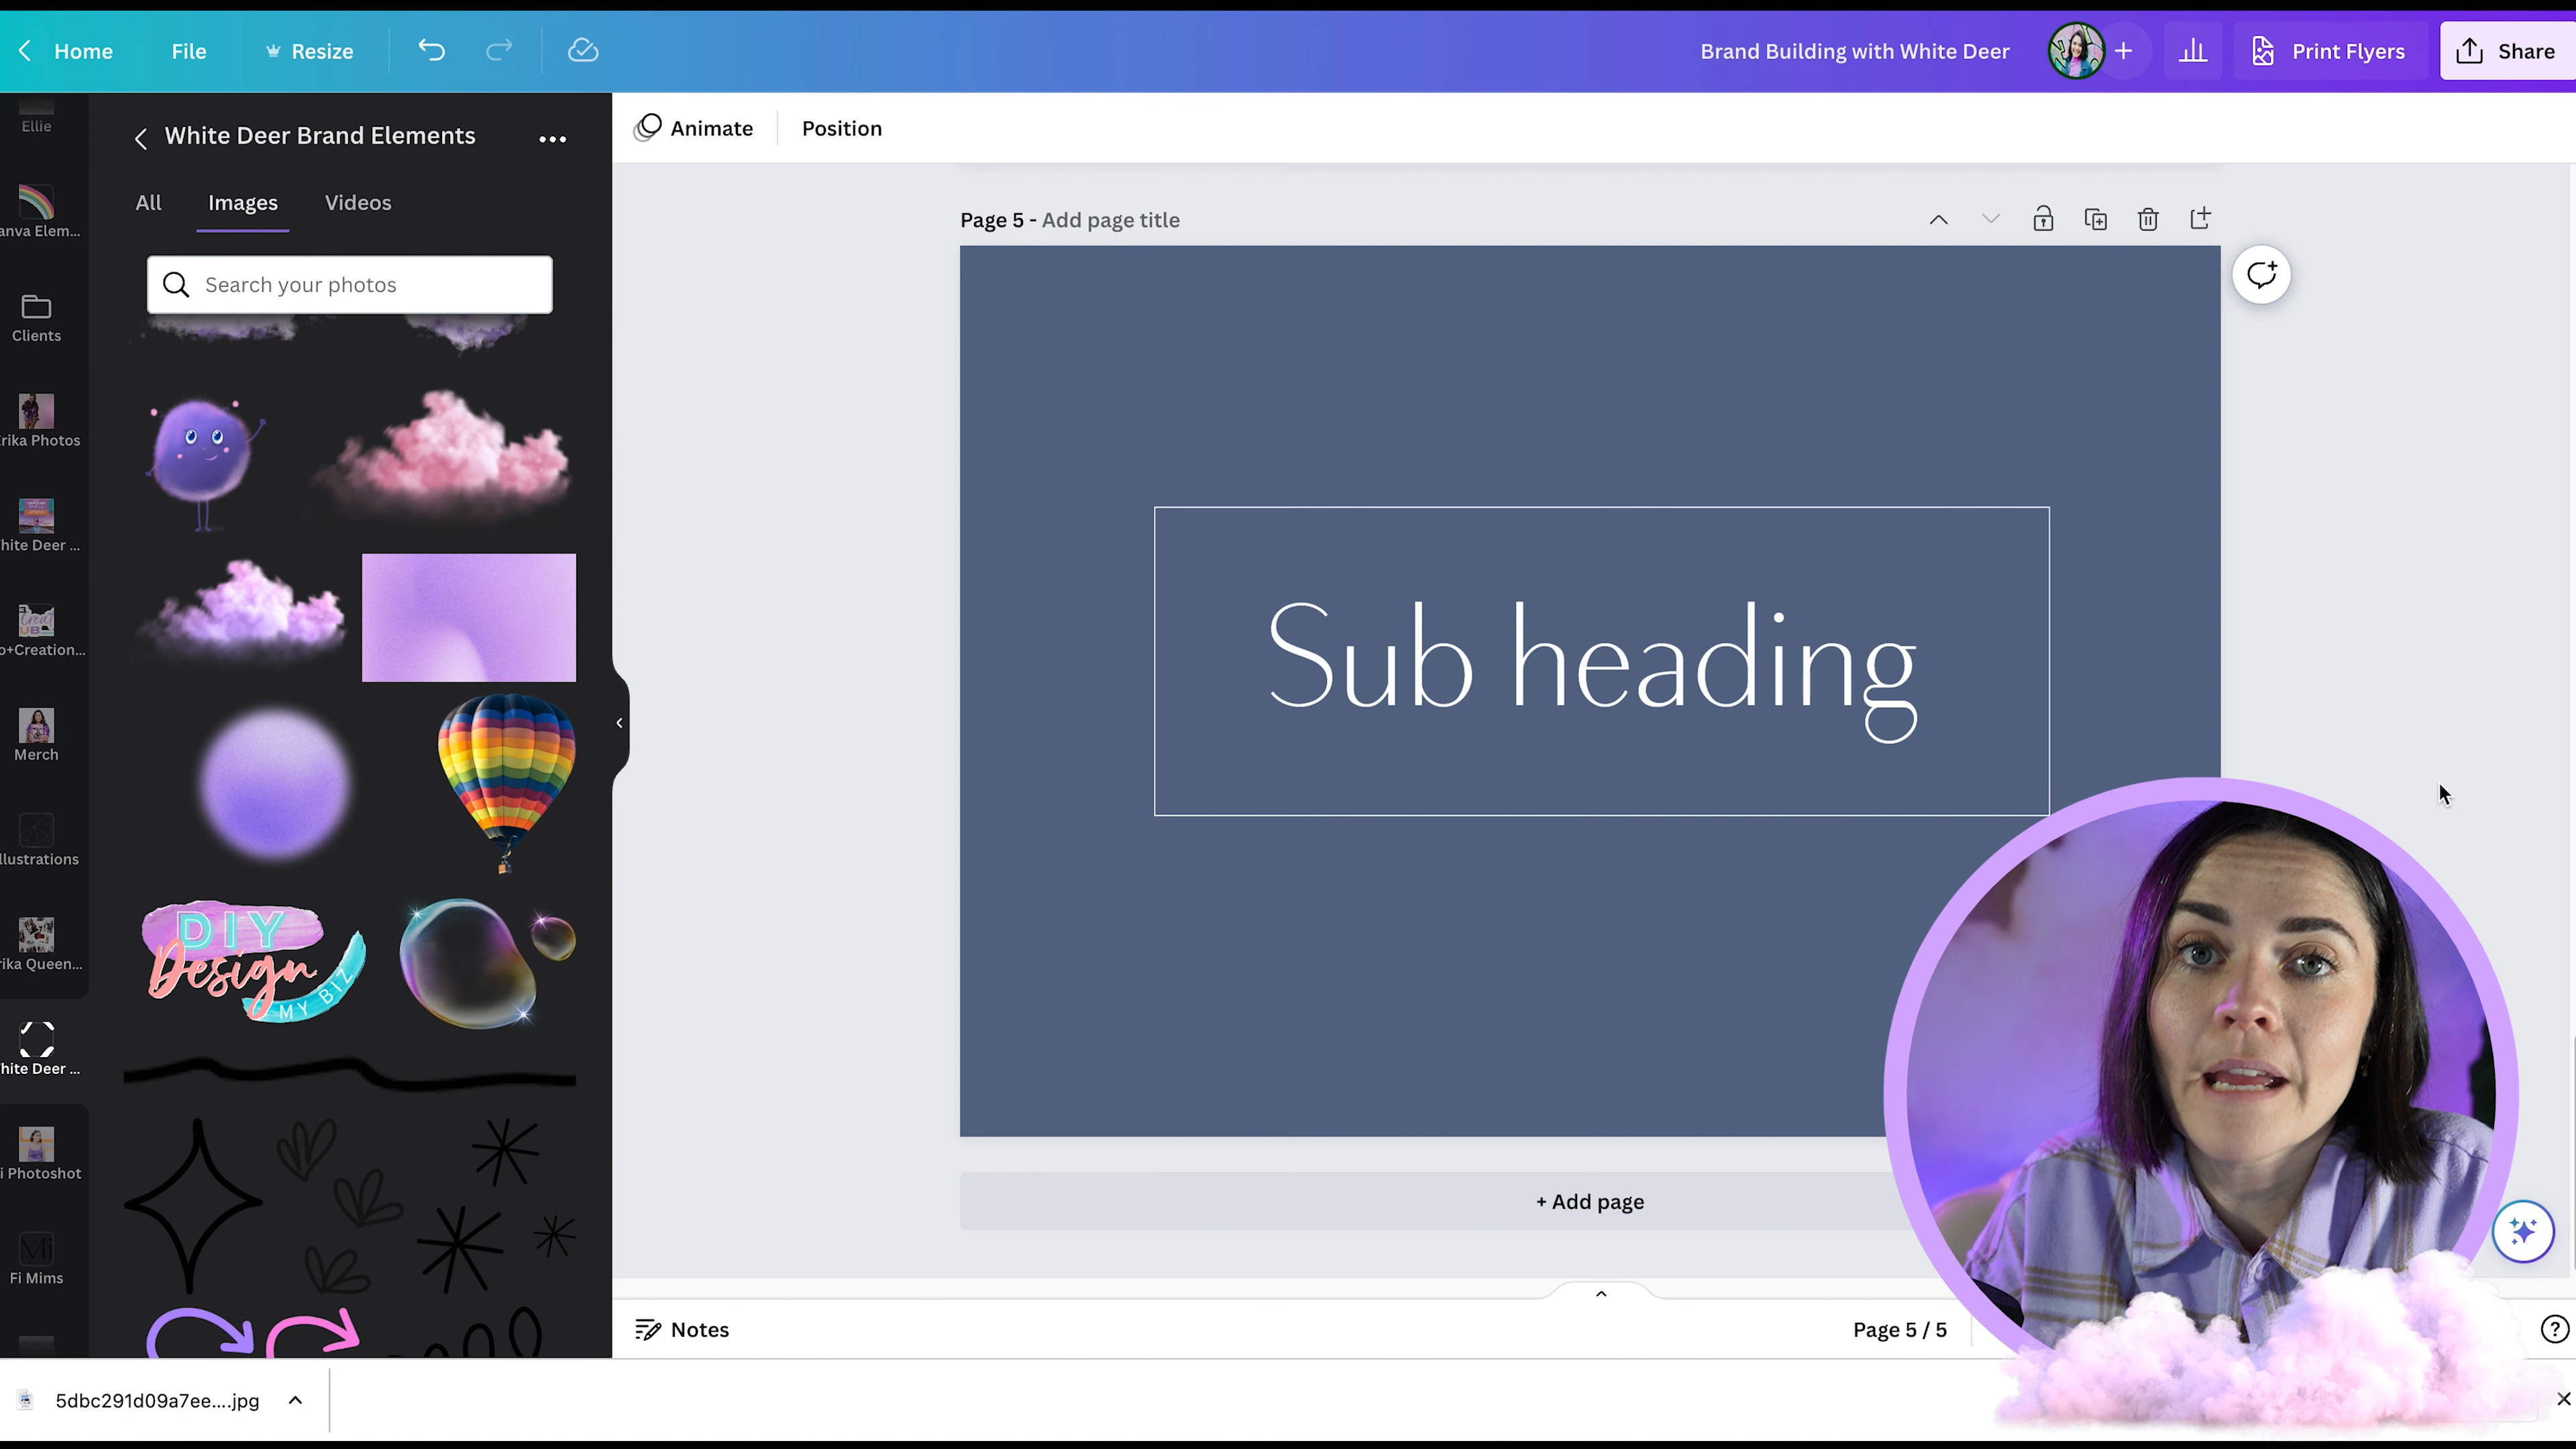 Home
File
Resize
Brand Building with White Deer
Print Flyers
Share
Ellie
anva Elem...
Clients
rika Photos
hite Deer ...
o+Creation...
Merch
llustrations
rika Queen...
hite Deer ...
i Photoshot
Fi Mims
White Deer Brand Elements
All
Images
Videos
Search your photos
DIY
Design
MY BIZ
Animate
Position
Page 5 - Add page title
Sub heading
+ Add page
Notes
Page 5 / 5
5dbc291d09a7ee....jpg